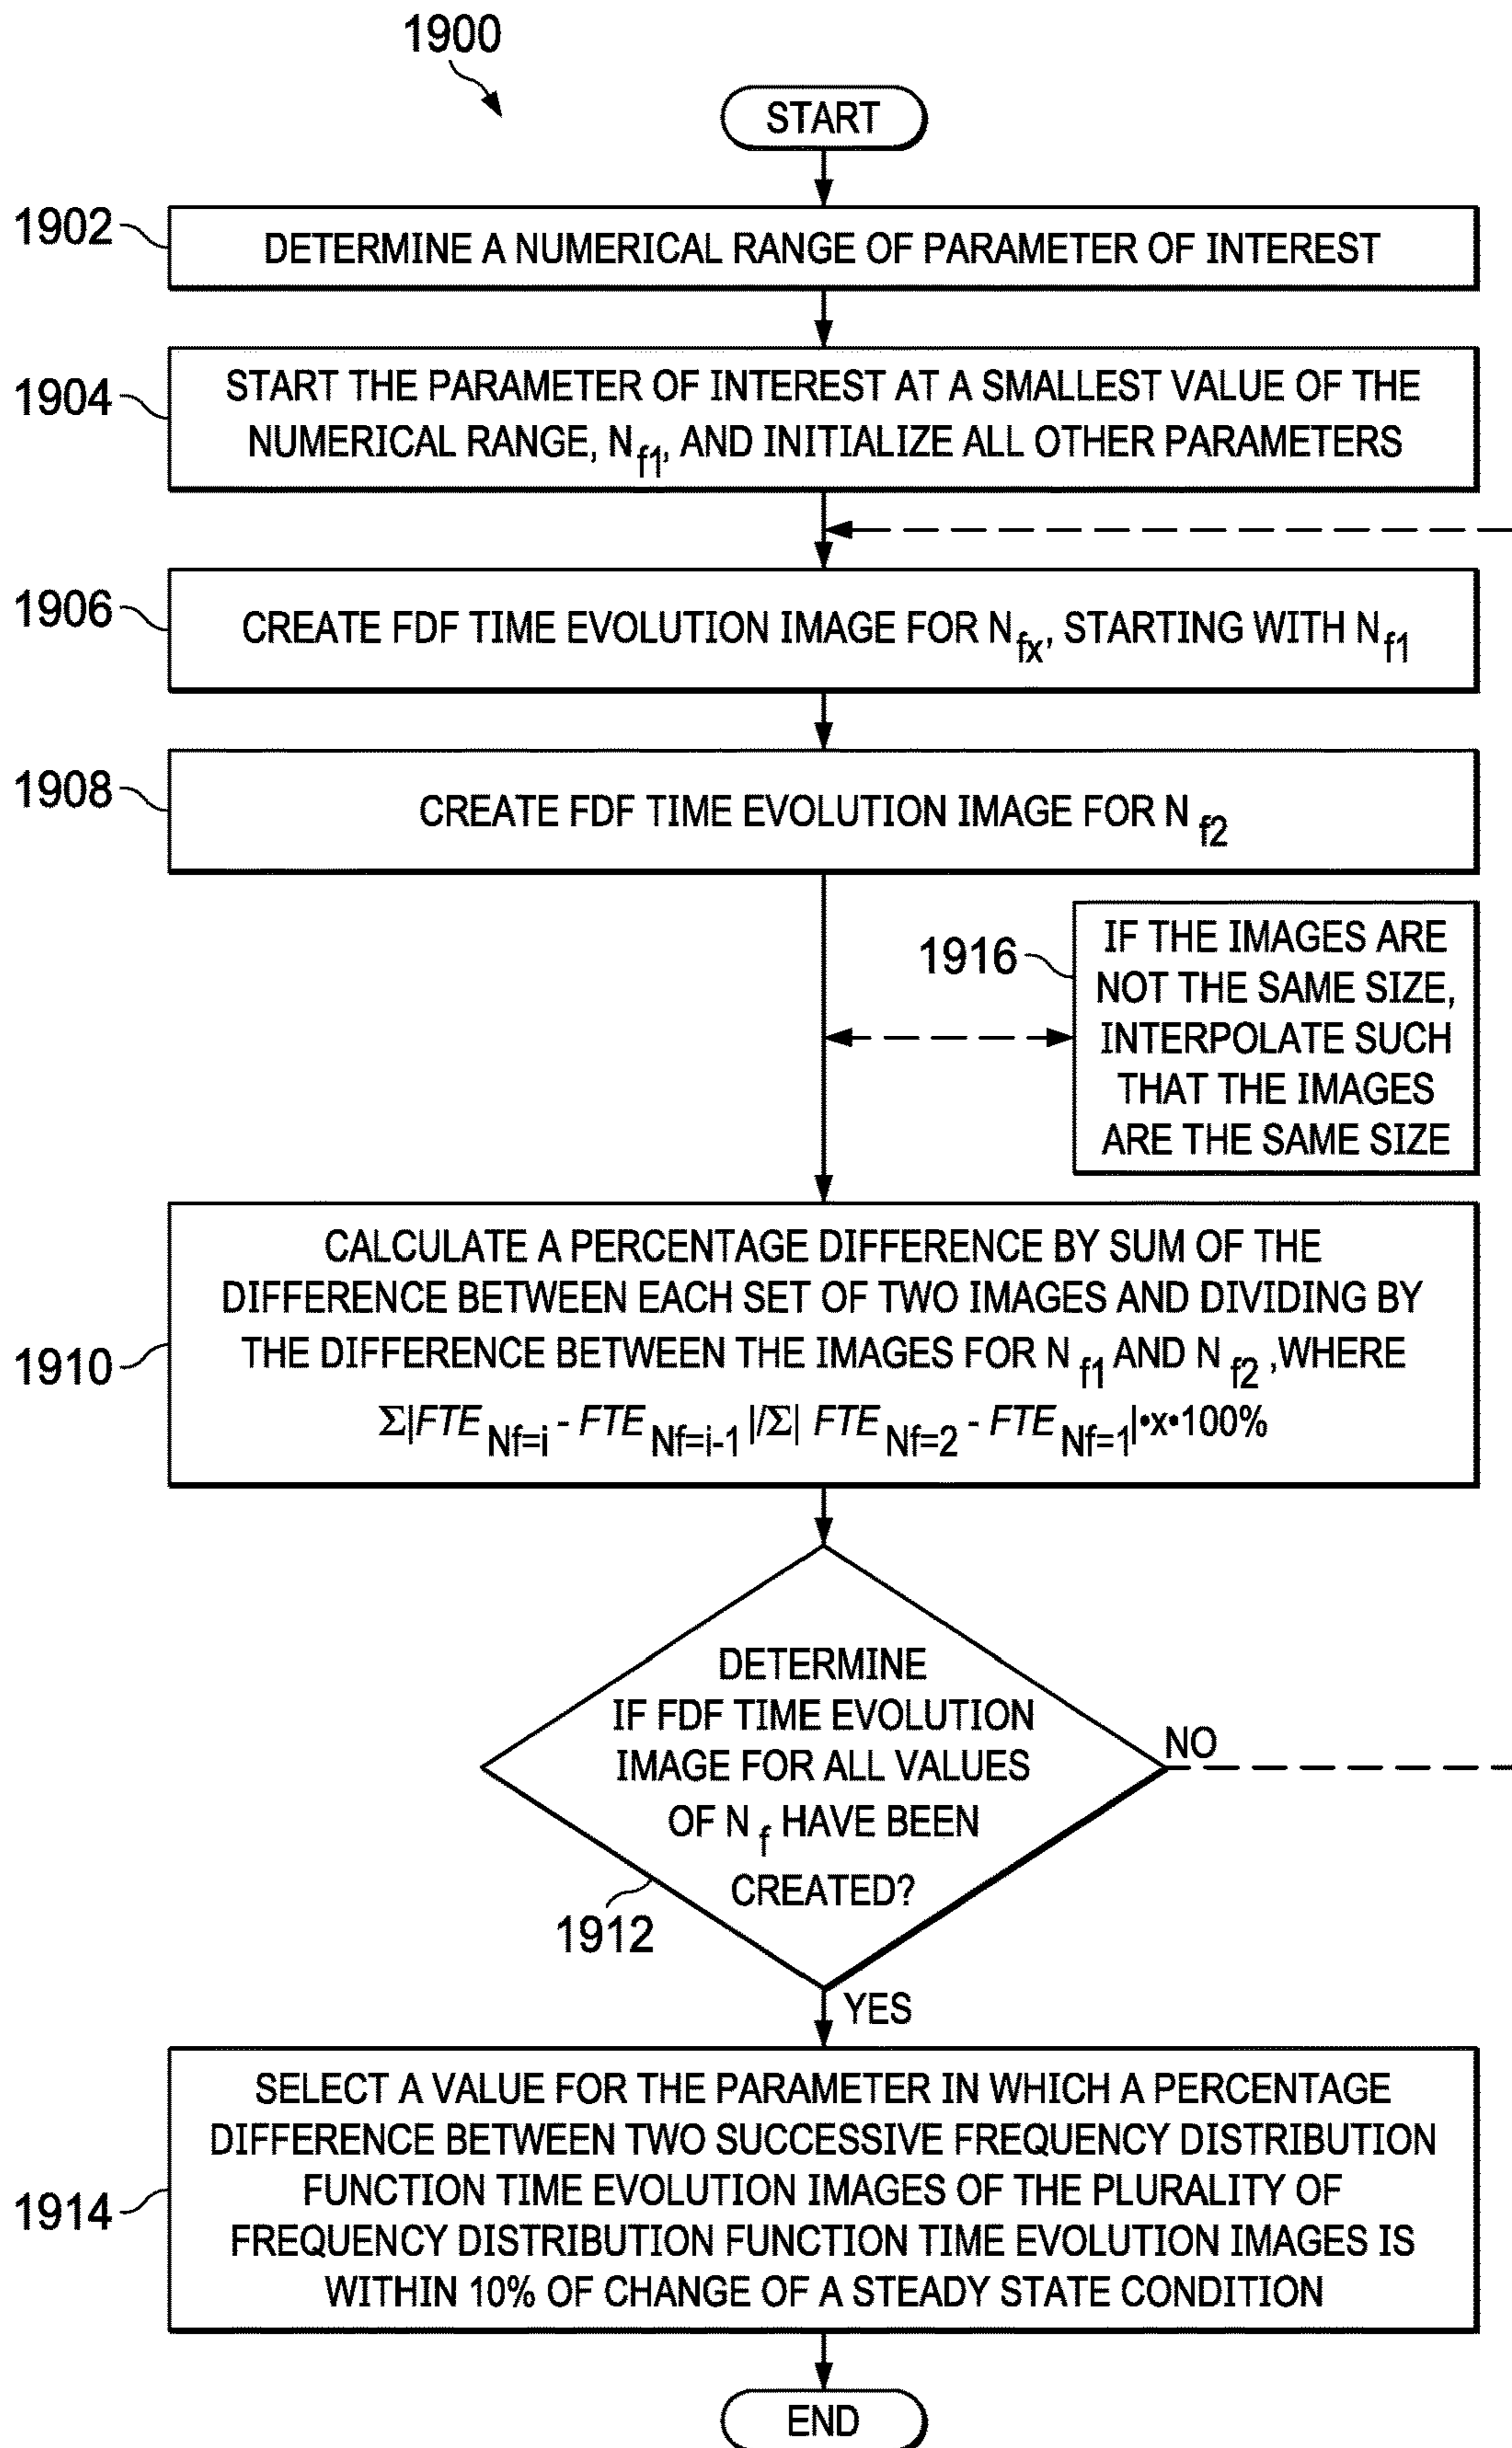 1900
START
1902
DETERMINE A NUMERICAL RANGE OF PARAMETER OF INTEREST
1904
START THE PARAMETER OF INTEREST AT A SMALLEST VALUE OF THE
NUMERICAL RANGE, N f1, AND INITIALIZE ALL OTHER PARAMETERS
1906
CREATE FDF TIME EVOLUTION IMAGE FOR N fx, STARTING WITH N f1
1908
CREATE FDF TIME EVOLUTION IMAGE FOR N f2
1916
IF THE IMAGES ARE
NOT THE SAME SIZE,
INTERPOLATE SUCH
THAT THE IMAGES
ARE THE SAME SIZE
1910
CALCULATE A PERCENTAGE DIFFERENCE BY SUM OF THE
DIFFERENCE BETWEEN EACH SET OF TWO IMAGES AND DIVIDING BY
THE DIFFERENCE BETWEEN THE IMAGES FOR N f1 AND N f2 ,WHERE
Σ|FTE Nf=i - FTE Nf=i-1 |/Σ| FTE Nf=2 - FTE Nf=1|•x•100%
DETERMINE
IF FDF TIME EVOLUTION
IMAGE FOR ALL VALUES
OF N f HAVE BEEN
CREATED?
NO
1912
YES
1914
SELECT A VALUE FOR THE PARAMETER IN WHICH A PERCENTAGE
DIFFERENCE BETWEEN TWO SUCCESSIVE FREQUENCY DISTRIBUTION
FUNCTION TIME EVOLUTION IMAGES OF THE PLURALITY OF
FREQUENCY DISTRIBUTION FUNCTION TIME EVOLUTION IMAGES IS
WITHIN 10% OF CHANGE OF A STEADY STATE CONDITION
END